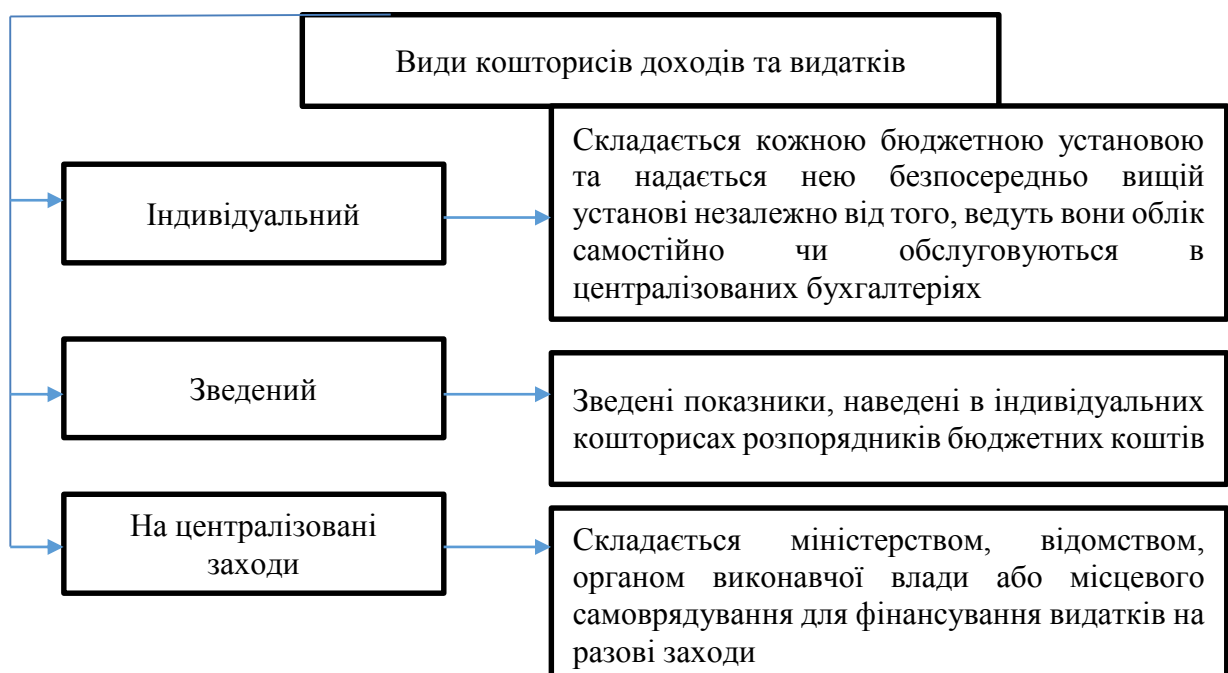 Види кошторисів доходів та видатків
Індивідуальний
Складається кожною бюджетною установою
та надається нею безпосередньо вищій
установі незалежно від того, ведуть вони облік
самостійно чи обслуговуються в
централізованих бухгалтеріях
Зведений
Зведені показники, наведені в індивідуальних
кошторисах розпорядників бюджетних коштів
На централізовані
заходи
Складається міністерством, відомством,
органом виконавчої влади або місцевого
самоврядування для фінансування видатків на
разові заходи